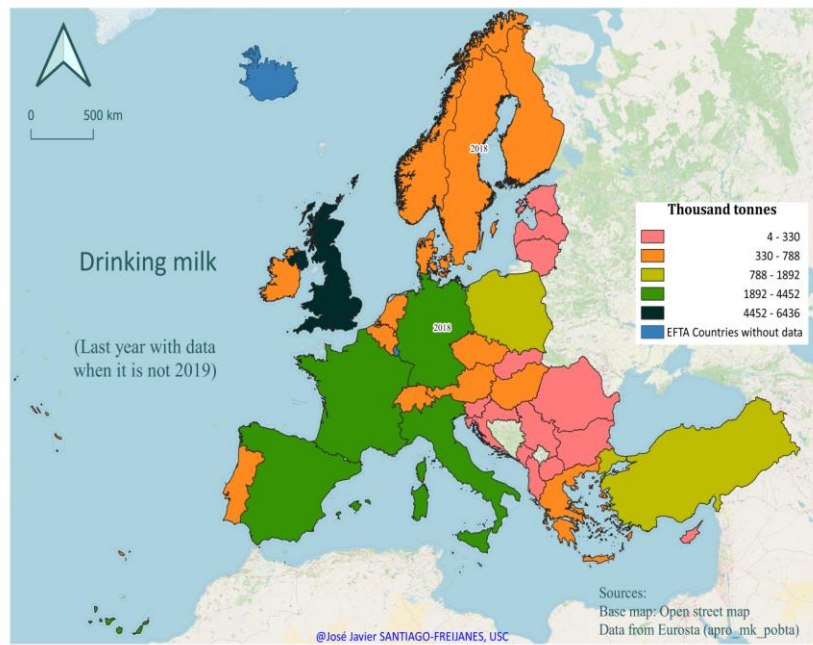 0 500 km
2018
Drinking milk
(Last year with data
when it is not 2019)
2018
Thousand tonnes
4 - 330
330 - 788
788 - 1892
1892 - 4452
4452 - 6436
EFTA Countries without data
Sources:
Base map: Open street map
Data from Eurosta (apro_mk_pobta)
@José Javier SANTIAGO-FREIJANES, USC